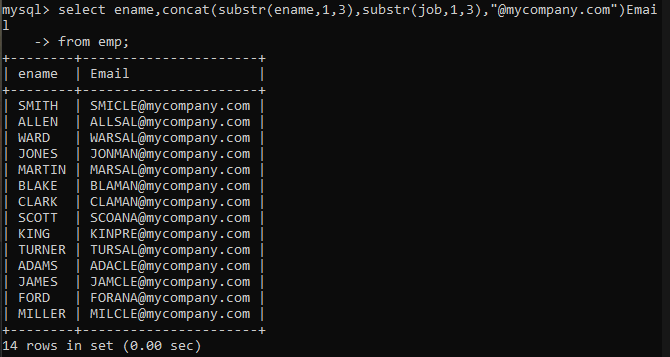 mysql> select ename,concat(substr(ename,1,3),substr(job,1,3),"@mycompany.com")Emai
l
    -> from emp;
+--------+----------------------+
| ename  | Email                |
+--------+----------------------+
| SMITH  | SMICLE@mycompany.com |
| ALLEN  | ALLSAL@mycompany.com |
| WARD   | WARSAL@mycompany.com |
| JONES  | JONMAN@mycompany.com |
| MARTIN | MARSAL@mycompany.com |
| BLAKE  | BLAMAN@mycompany.com |
| CLARK  | CLAMAN@mycompany.com |
| SCOTT  | SCOANA@mycompany.com |
| KING   | KINPRE@mycompany.com |
| TURNER | TURSAL@mycompany.com |
| ADAMS  | ADACLE@mycompany.com |
| JAMES  | JAMCLE@mycompany.com |
| FORD   | FORANA@mycompany.com |
| MILLER | MILCLE@mycompany.com |
+--------+----------------------+
14 rows in set (0.00 sec)